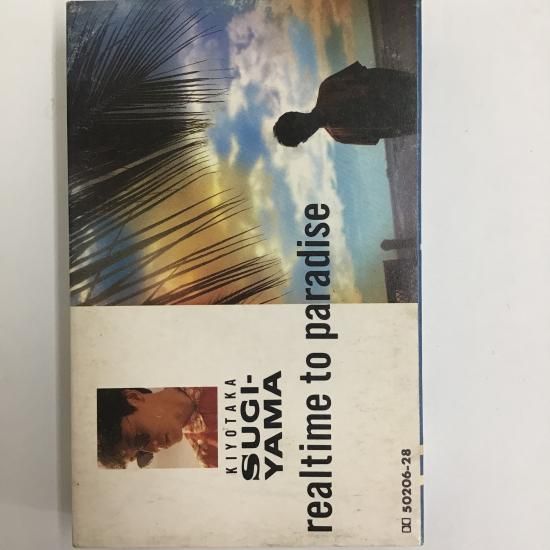 KIYOTAKA
SUGI-
YAMA
realtime to paradise
50206-28